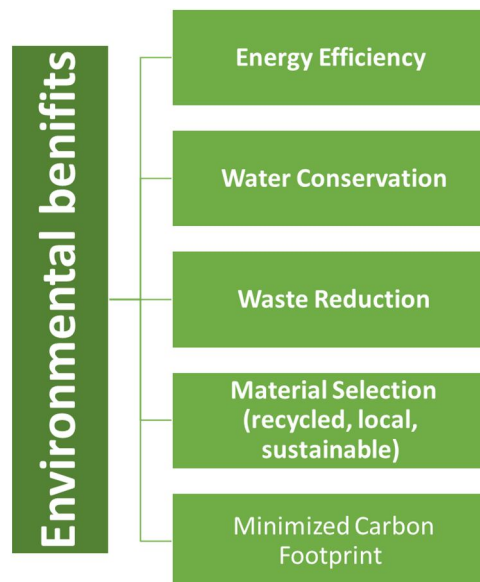 Environmental benifits
Energy Efficiency
Water Conservation
Waste Reduction
Material Selection
(recycled, local,
sustainable)
Minimized Carbon
Footprint